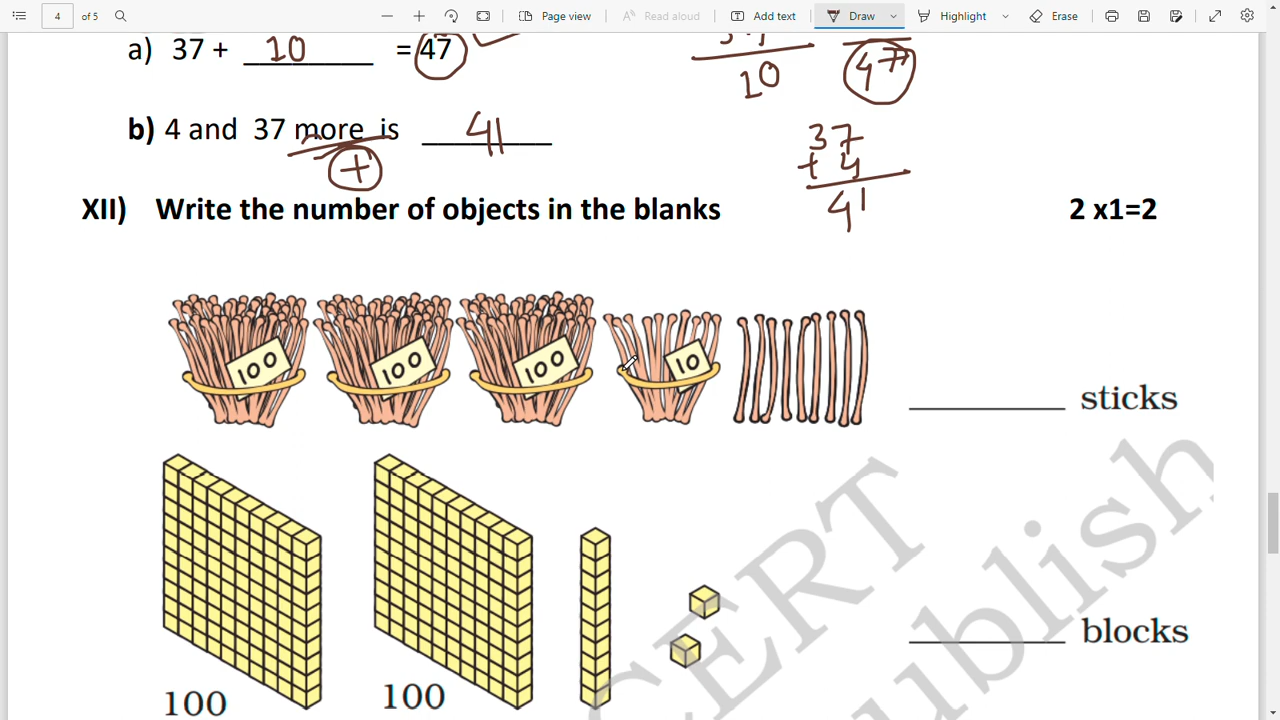 4 of 5
Page view
Read aloud
Add text
Draw
Highlight
Erase
a) 37 + 10 = 47
10
47
b) 4 and 37 more is 41
+
37
+ 4
41
XII) Write the number of objects in the blanks 2 x1=2
100 100 100 10
_________ sticks
_________ blocks
100 100